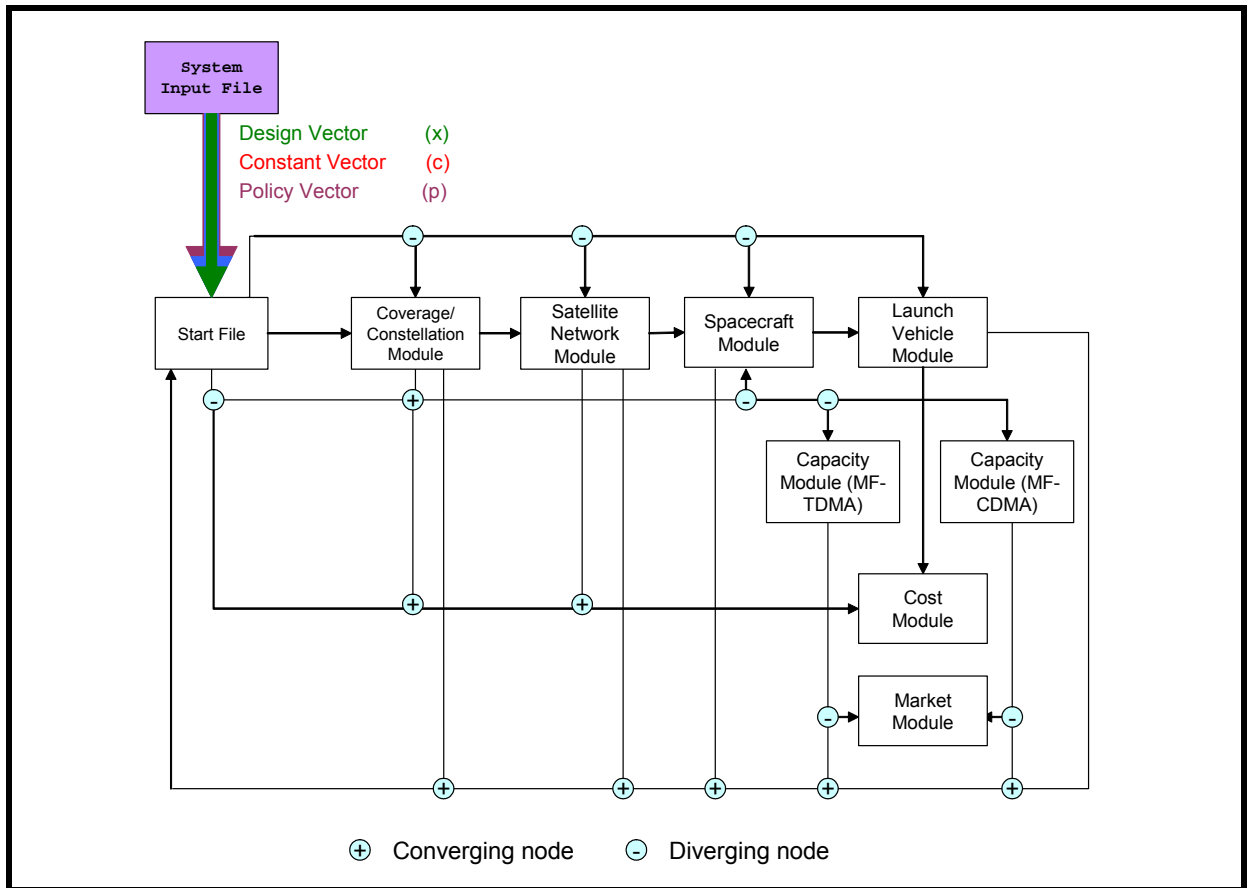 System
Input File
Design Vector (x)
Constant Vector (c)
Policy Vector (p)
- - -
Start File
Coverage/
Constellation
Module
Satellite
Network
Module
Spacecraft
Module
Launch
Vehicle
Module
- + - -
Capacity
Module (MF-
TDMA)
Capacity
Module (MF-
CDMA)
+ +
Cost
Module
- -
Market
Module
+ + + + +
+ Converging node
- Diverging node